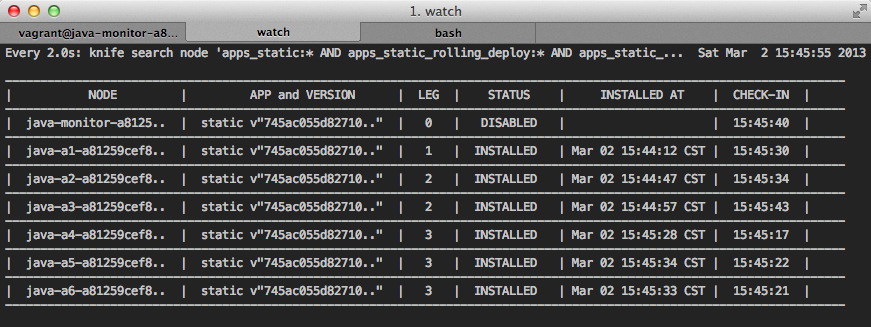 1. watch
vagrant@java-monitor-a8... watch bash
Every 2.0s: knife search node 'apps_static:* AND apps_static_rolling_deploy:* AND apps_static_... Sat Mar 2 15:45:55 2013
| NODE | APP and VERSION | LEG | STATUS | INSTALLED AT | CHECK-IN |
| java-monitor-a8125.. | static v"745ac055d82710.." | 0 | DISABLED | | 15:45:40 |
| java-a1-a81259cef8.. | static v"745ac055d82710.." | 1 | INSTALLED | Mar 02 15:44:12 CST | 15:45:30 |
| java-a2-a81259cef8.. | static v"745ac055d82710.." | 2 | INSTALLED | Mar 02 15:44:47 CST | 15:45:34 |
| java-a3-a81259cef8.. | static v"745ac055d82710.." | 2 | INSTALLED | Mar 02 15:44:57 CST | 15:45:43 |
| java-a4-a81259cef8.. | static v"745ac055d82710.." | 3 | INSTALLED | Mar 02 15:45:28 CST | 15:45:17 |
| java-a5-a81259cef8.. | static v"745ac055d82710.." | 3 | INSTALLED | Mar 02 15:45:34 CST | 15:45:22 |
| java-a6-a81259cef8.. | static v"745ac055d82710.." | 3 | INSTALLED | Mar 02 15:45:33 CST | 15:45:21 |